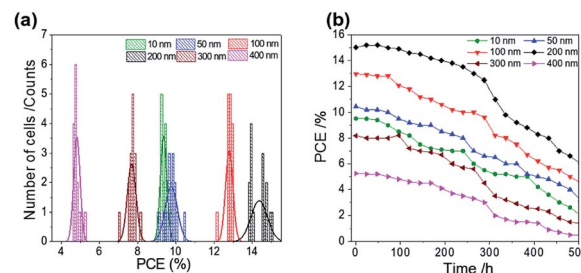 (a)
Number of cells /Counts
7
6
5
4
3
2
1
0
10 nm 50 nm 100 nm
200 nm 300 nm 400 nm
4 6 8 10 12 14
PCE (%)
(b)
PCE /%
16
14
12
10
8
6
4
2
0
10 nm 50 nm
100 nm 200 nm
300 nm 400 nm
0 100 200 300 400 500
Time /h